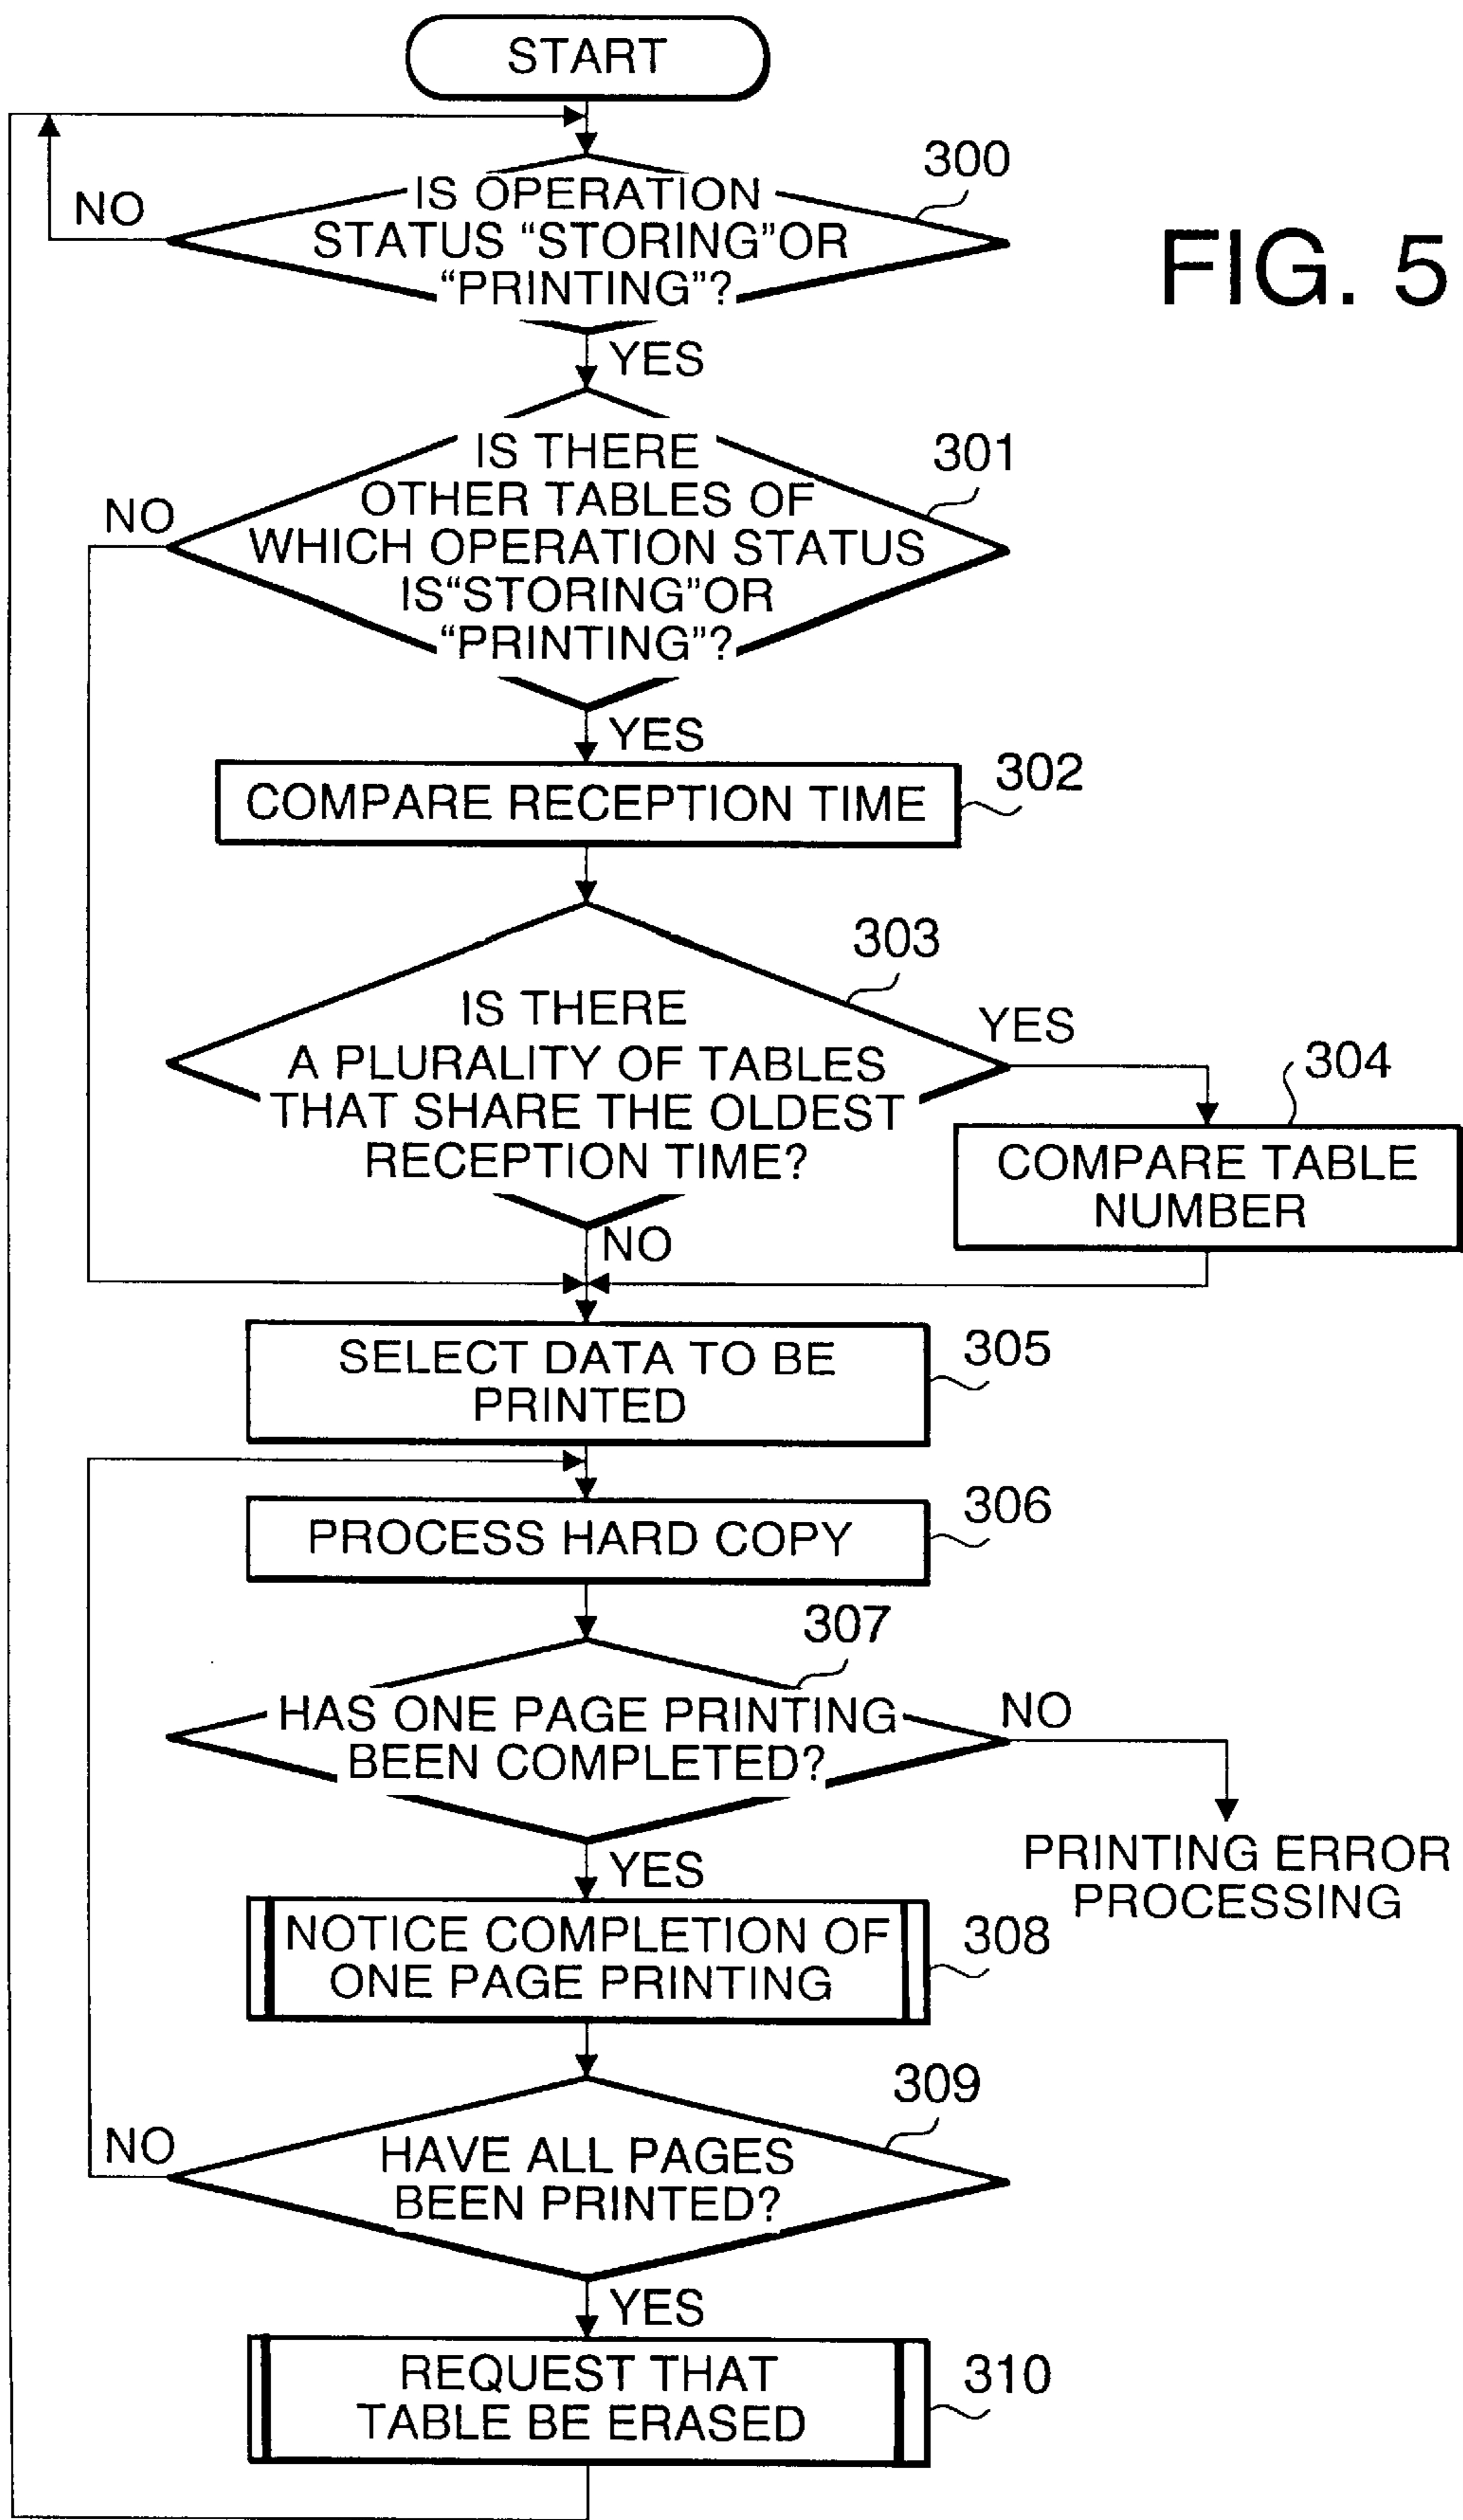 START
300
NO
IS OPERATION
STATUS “STORING”OR
“PRINTING”?
FIG. 5
YES
301
NO
IS THERE
OTHER TABLES OF
WHICH OPERATION STATUS
IS“STORING”OR
“PRINTING”?
YES
COMPARE RECEPTION TIME
302
303
IS THERE
A PLURALITY OF TABLES
THAT SHARE THE OLDEST
RECEPTION TIME?
YES
304
COMPARE TABLE
NUMBER
NO
SELECT DATA TO BE
PRINTED
305
PROCESS HARD COPY
306
307
HAS ONE PAGE PRINTING
BEEN COMPLETED?
NO
PRINTING ERROR
PROCESSING
YES
NOTICE COMPLETION OF
ONE PAGE PRINTING
308
309
NO
HAVE ALL PAGES
BEEN PRINTED?
YES
REQUEST THAT
TABLE BE ERASED
310